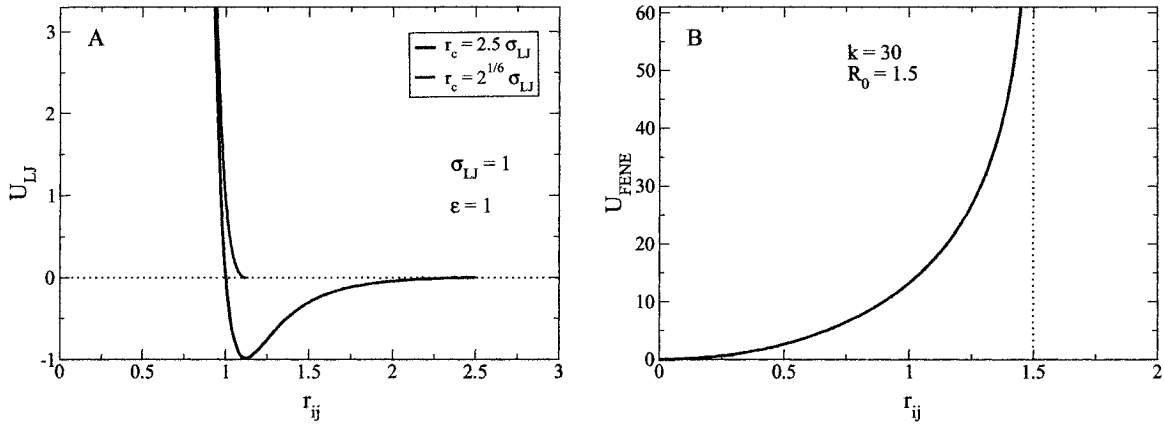 A
r_c = 2.5 σ_LJ
r_c = 2^{1/6} σ_LJ
σ_LJ = 1
ε = 1
U_LJ
3
2
1
0
-1
0 0.5 1 1.5 2 2.5 3
r_ij
B
k = 30
R_0 = 1.5
U_FENE
60
50
40
30
20
10
0
0 0.5 1 1.5 2
r_ij